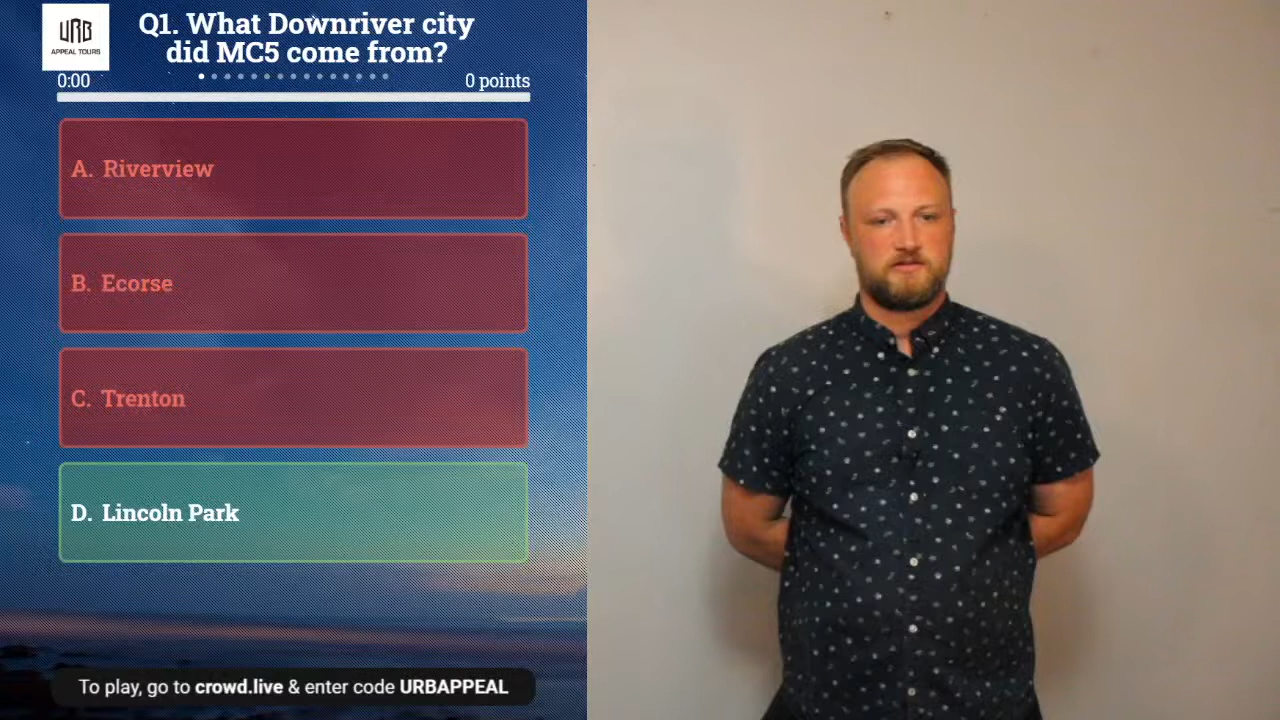 URB
APPEAL TOURS
Q1. What Downriver city
did MC5 come from?
0:00
0 points
A. Riverview
B. Ecorse
C. Trenton
D. Lincoln Park
To play, go to crowd.live & enter code URBAPPEAL